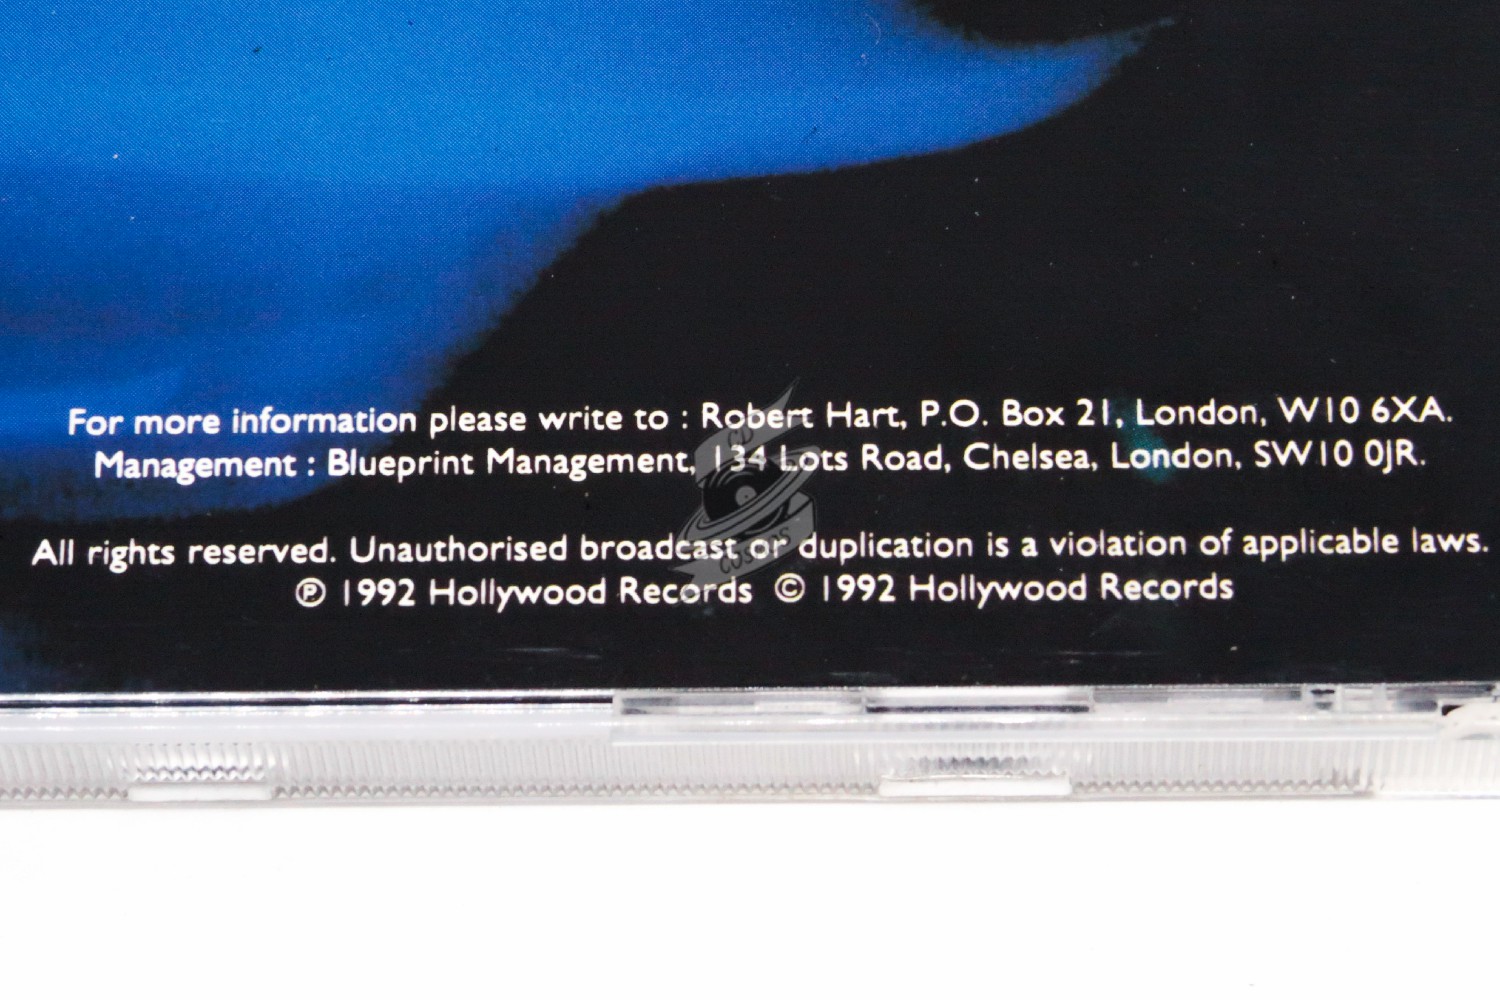 For more information please write to : Robert Hart, P.O. Box 21, London, W10 6XA.
Management : Blueprint Management, 134 Lots Road, Chelsea, London, SW10 0JR.
All rights reserved. Unauthorised broadcast or duplication is a violation of applicable laws.
℗ 1992 Hollywood Records © 1992 Hollywood Records
CD
CUSTOMS